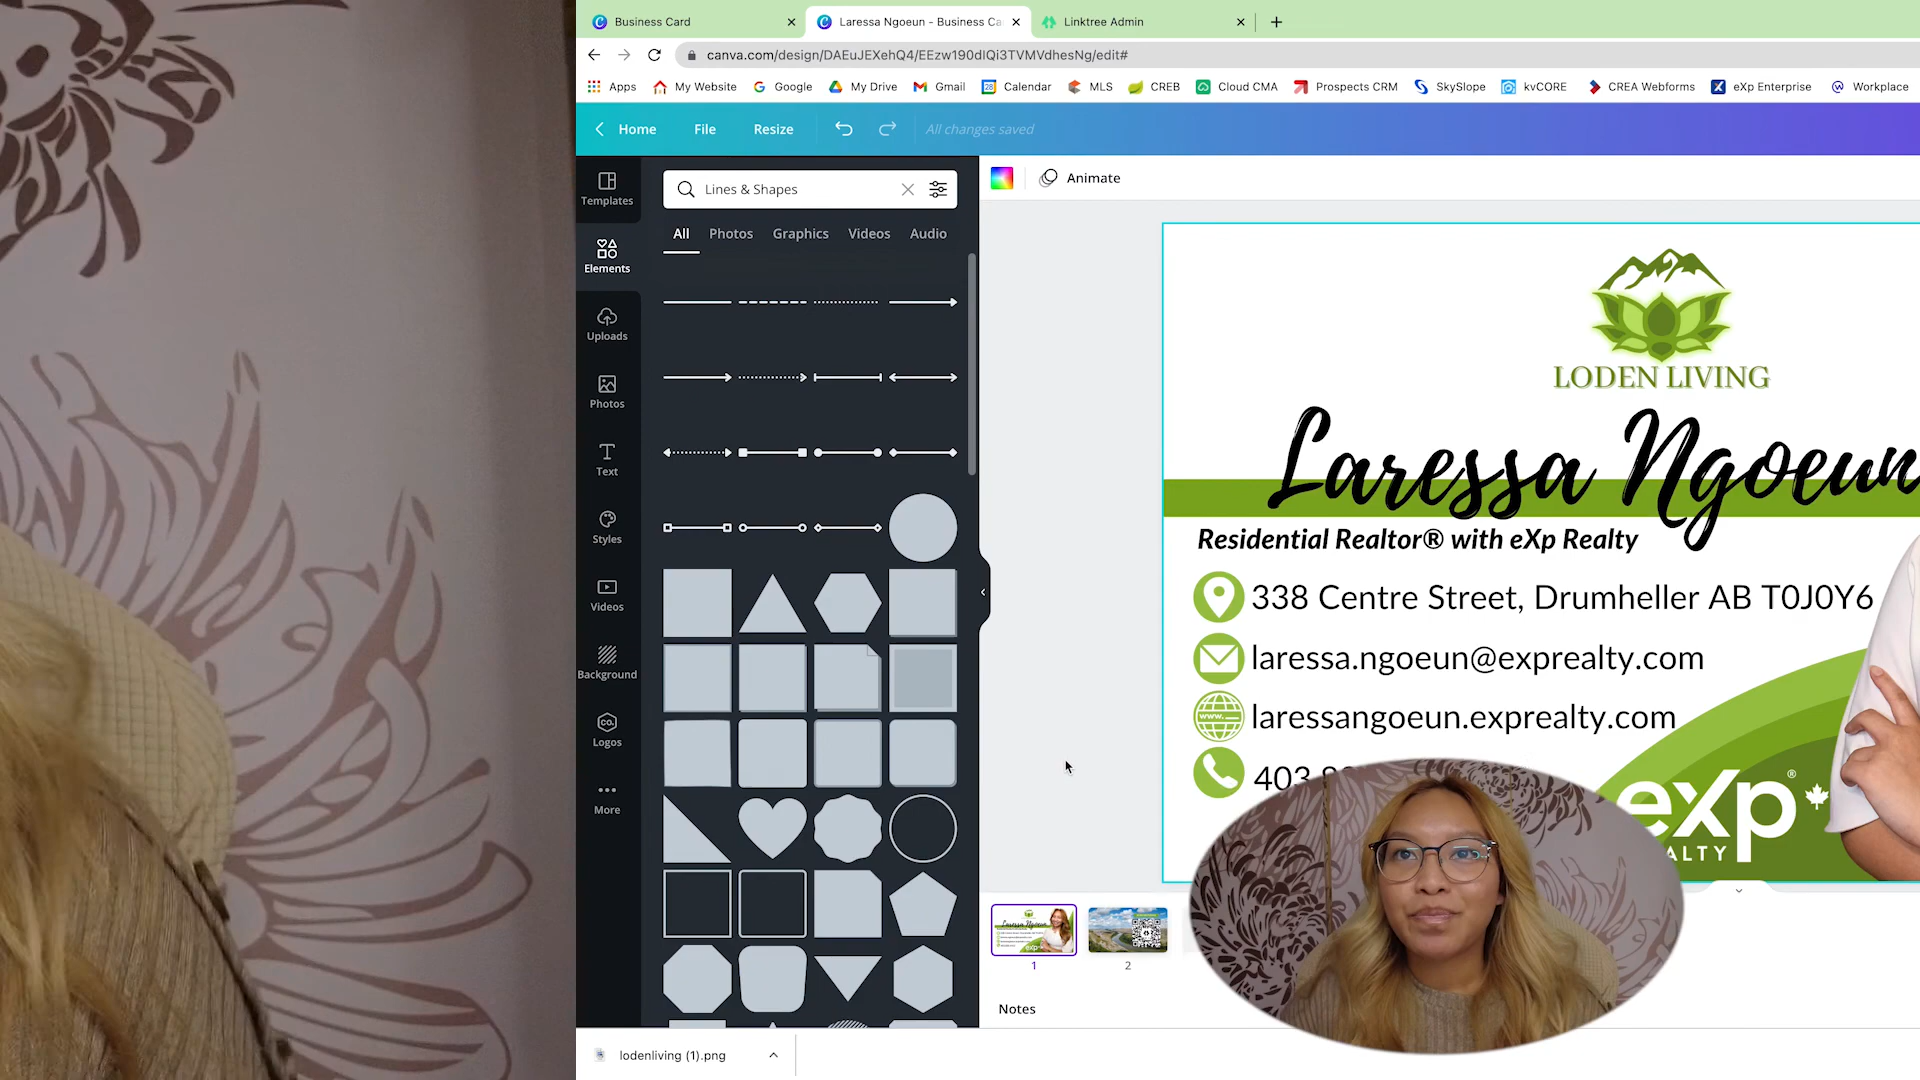 Business Card
Laressa Ngoeun - Business Ca
Linktree Admin
canva.com/design/DAEuJEXehQ4/EEzw190dIQi3TVMVdhesNg/edit#
Apps My Website Google My Drive Gmail Calendar MLS CREB Cloud CMA Prospects CRM SkySlope kvCORE CREA Webforms eXp Enterprise Workplace
Home File Resize All changes saved
Templates
Elements
Uploads
Photos
Text
Styles
Videos
Background
CO.
Logos
More
Lines & Shapes
All Photos Graphics Videos Audio
Animate
LODEN LIVING
Laressa Ngoeun
Residential Realtor® with eXp Realty
338 Centre Street, Drumheller AB T0J0Y6
laressa.ngoeun@exprealty.com
www.
laressangoeun.exprealty.com
403
eXp®
ALTY
1
2
Notes
lodenliving (1).png